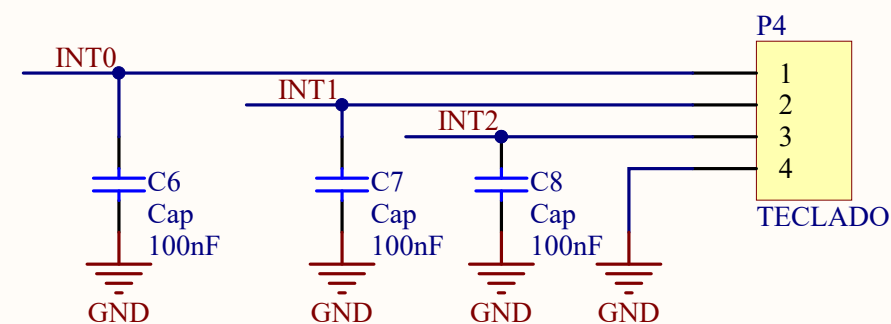 P4
INT0
1
INT1
2
INT2
3
4
C6
Cap
100nF
C7
Cap
100nF
C8
Cap
100nF
TECLADO
GND
GND
GND
GND